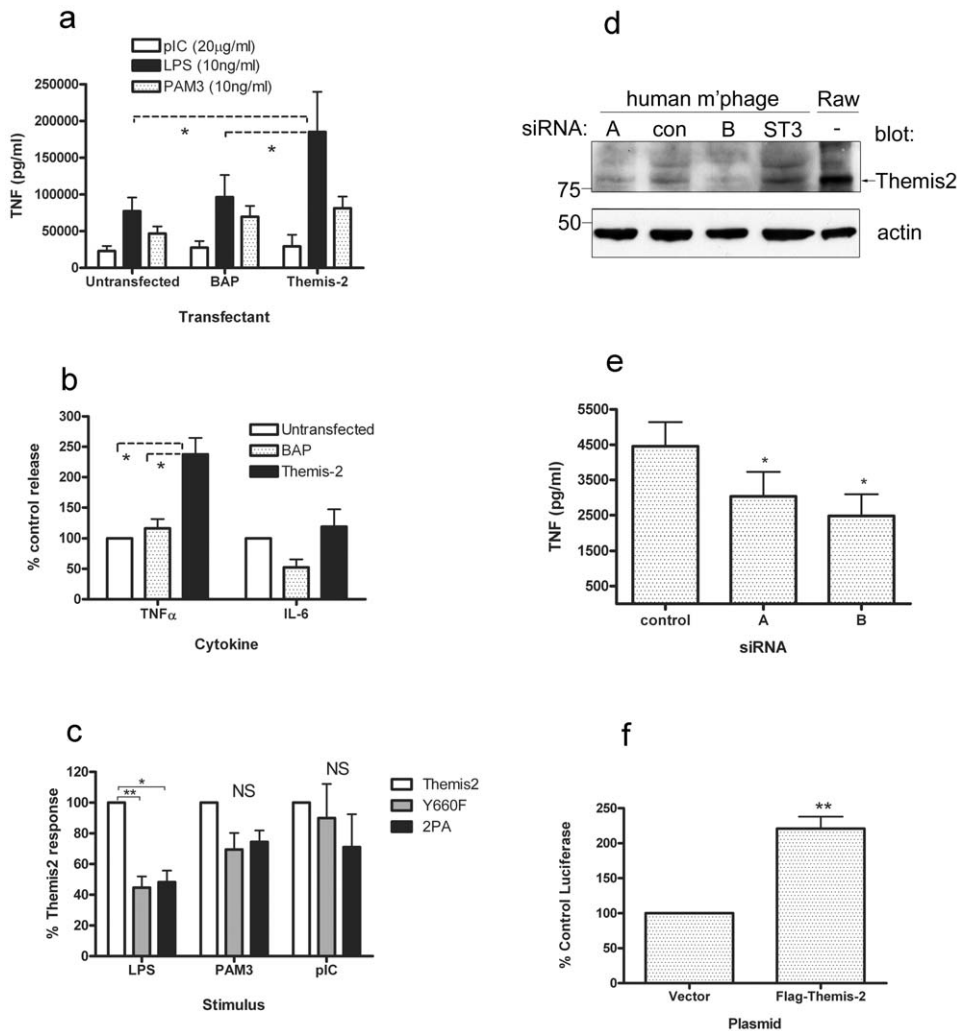 a
pIC (20µg/ml)
LPS (10ng/ml)
PAM3 (10ng/ml)
250000
200000
150000
100000
50000
0
TNF (pg/ml)
*
*
Untransfected BAP Themis-2
Transfectant
b
300
250
200
150
100
50
0
% control release
Untransfected
BAP
Themis-2
* *
TNFα IL-6
Cytokine
c
120
100
80
60
40
20
0
% Themis2 response
*
**
NS
NS
Themis2
Y660F
2PA
LPS PAM3 pIC
Stimulus
d
human m'phage Raw
siRNA: A con B ST3 - blot:
75
Themis2
50
actin
e
5500
4500
3500
2500
1500
500
TNF (pg/ml)
*
*
control A B
siRNA
f
250
200
150
100
50
0
% Control Luciferase
**
Vector Flag-Themis-2
Plasmid